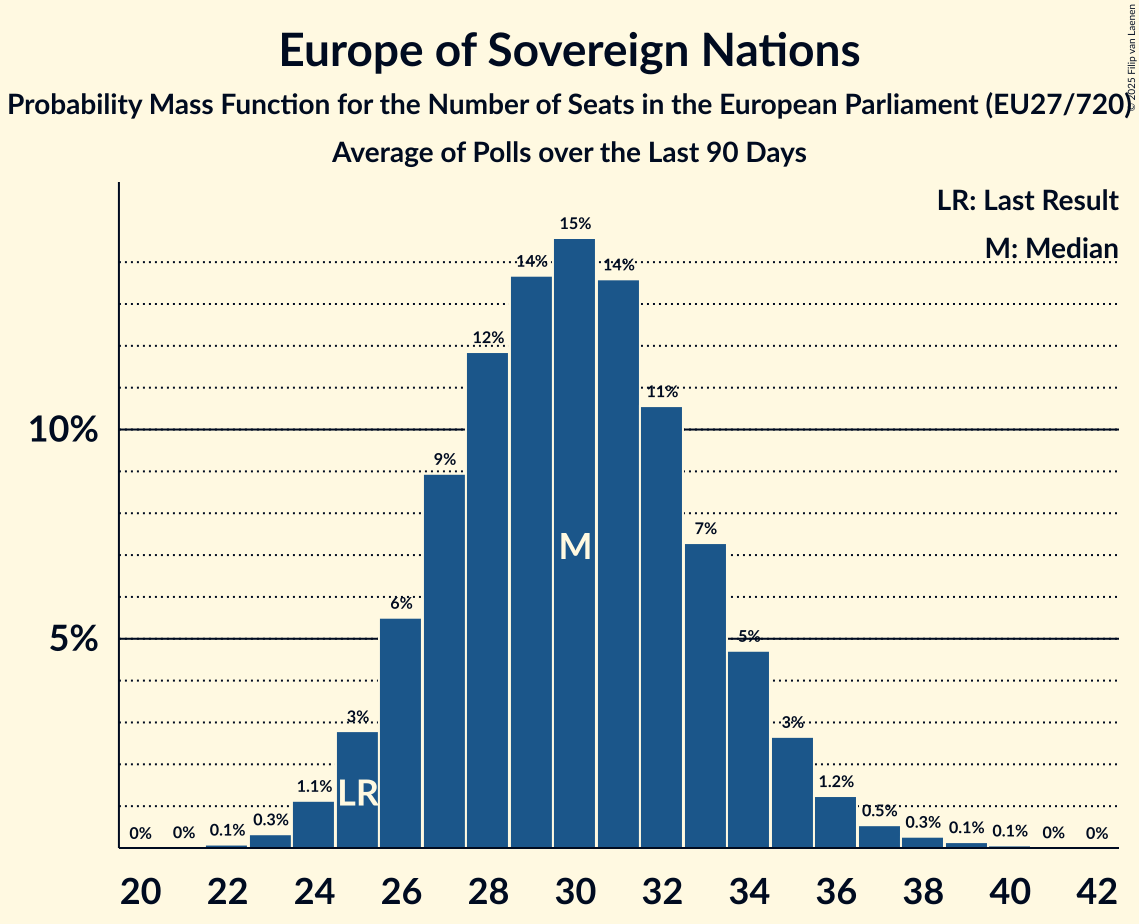 Europe of Sovereign Nations
Probability Mass Function for the Number of Seats in the European Parliament (EU27/720)
Average of Polls over the Last 90 Days
© 2025 Filip van Laenen
LR: Last Result
M: Median
15%
14%
14%
12%
11%
10%
9%
7%
M
6%
5%
5%
3%
3%
LR
1.1%
1.2%
0%
0%
0.1%
0.3%
0.5%
0.3%
0.1%
0.1%
0%
0%
20 22 24 26 28 30 32 34 36 38 40 42